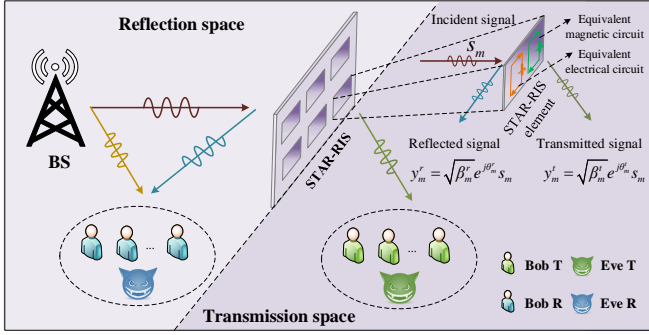 Reflection space
Incident signal
S_m
Equivalent
magnetic circuit
Equivalent
electrical circuit
BS
STAR-RIS
STAR-RIS
element
Reflected signal
y_m^r = √β_m^r e^{jθ_m^r} s_m
Transmitted signal
y_m^t = √β_m^t e^{jθ_m^t} s_m
...
...
Bob T
Eve T
Bob R
Eve R
Transmission space